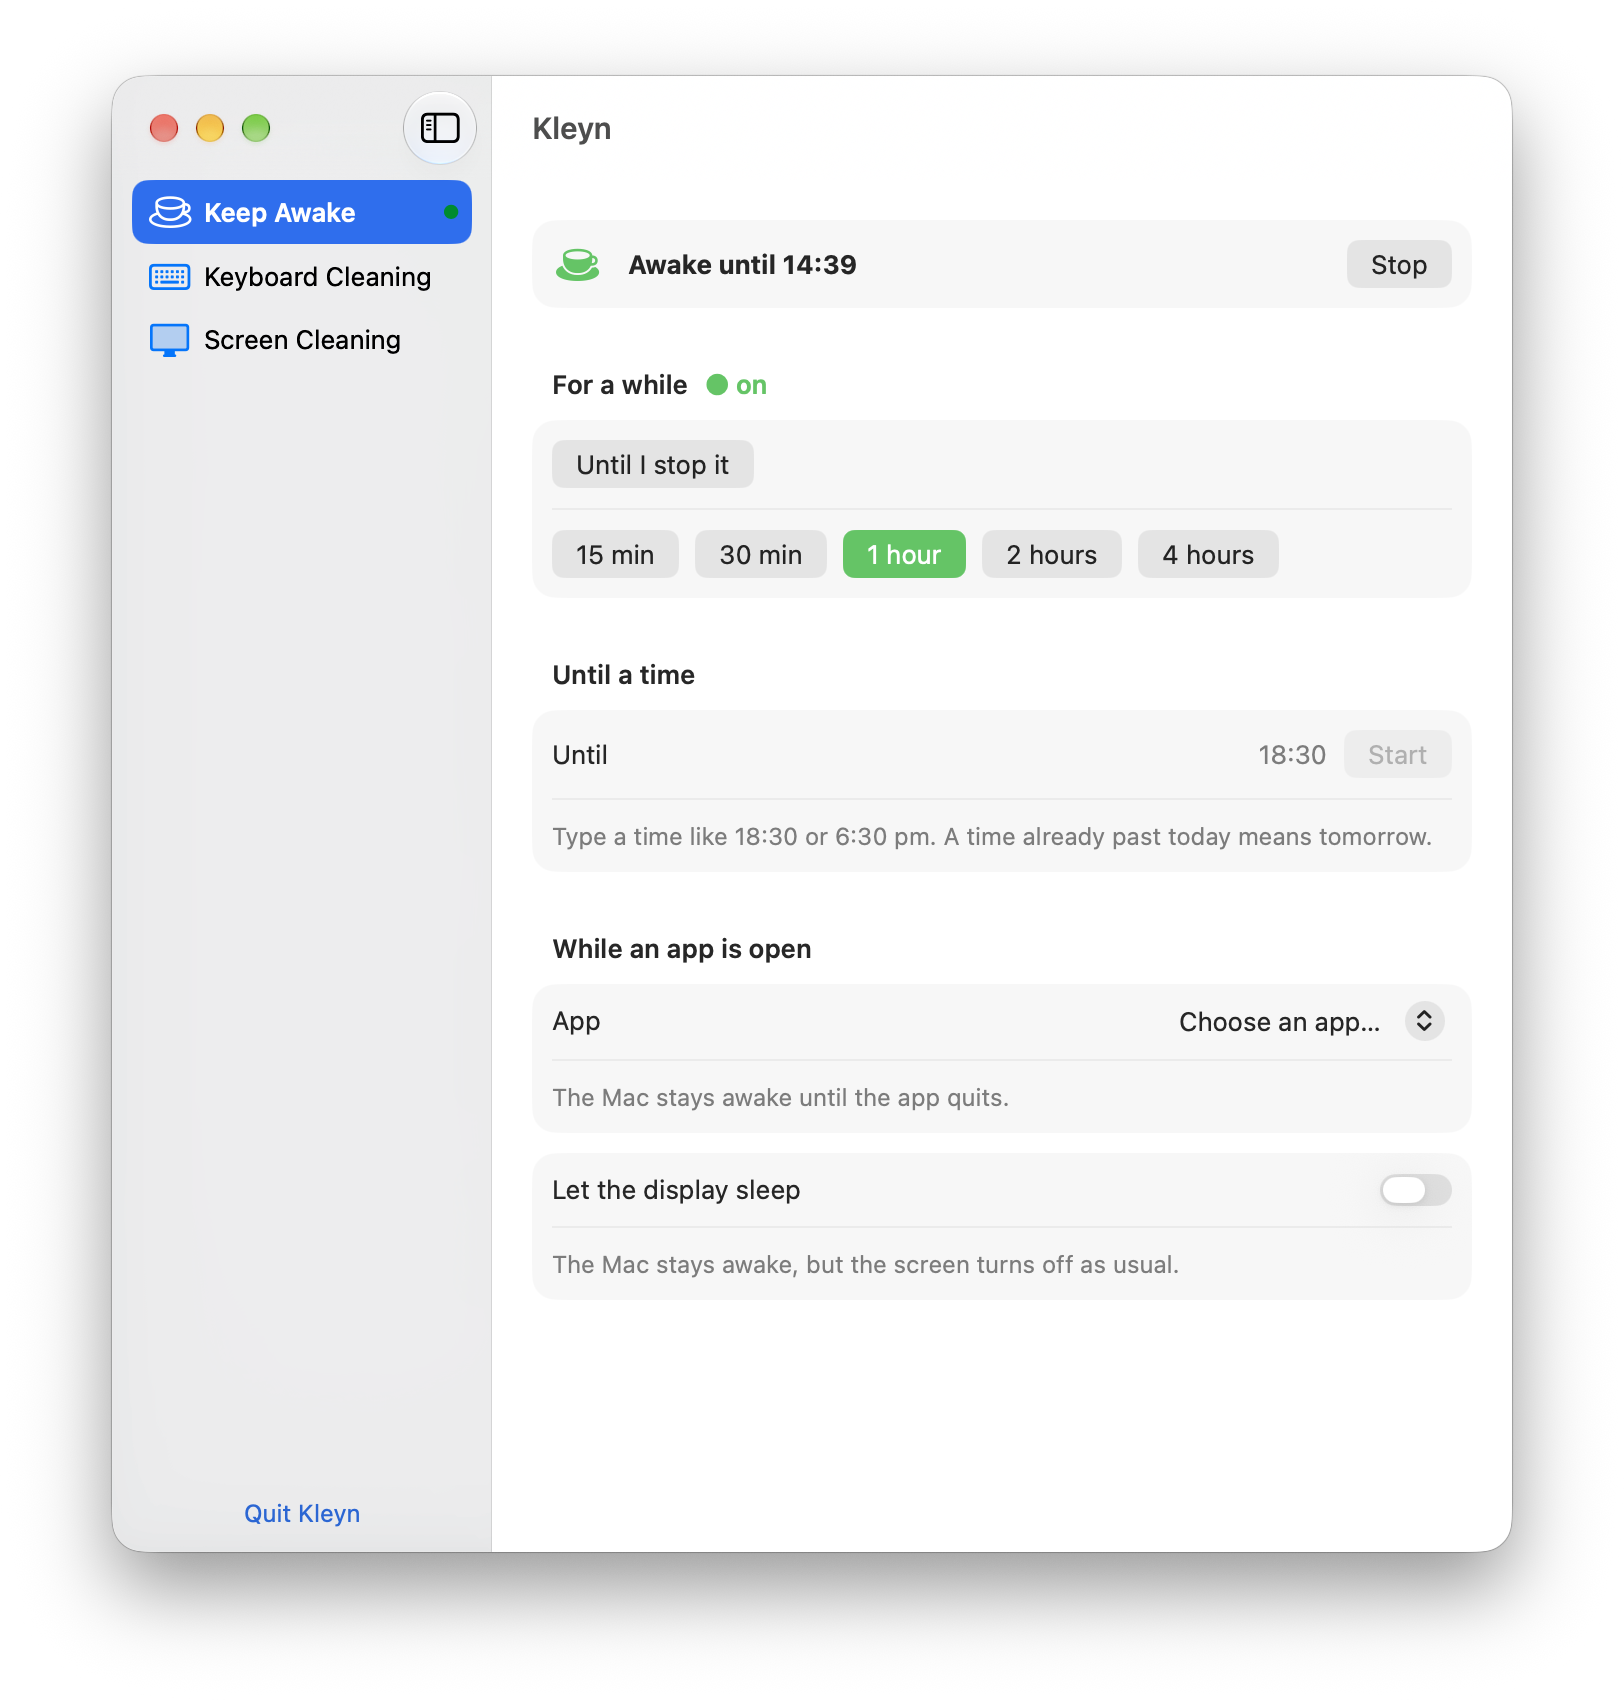 Kleyn
Keep Awake
Keyboard Cleaning
Screen Cleaning
Quit Kleyn
Awake until 14:39
Stop
For a while on
Until I stop it
15 min 30 min 1 hour 2 hours 4 hours
Until a time
Until 18:30 Start
Type a time like 18:30 or 6:30 pm. A time already past today means tomorrow.
While an app is open
App Choose an app...
The Mac stays awake until the app quits.
Let the display sleep
The Mac stays awake, but the screen turns off as usual.